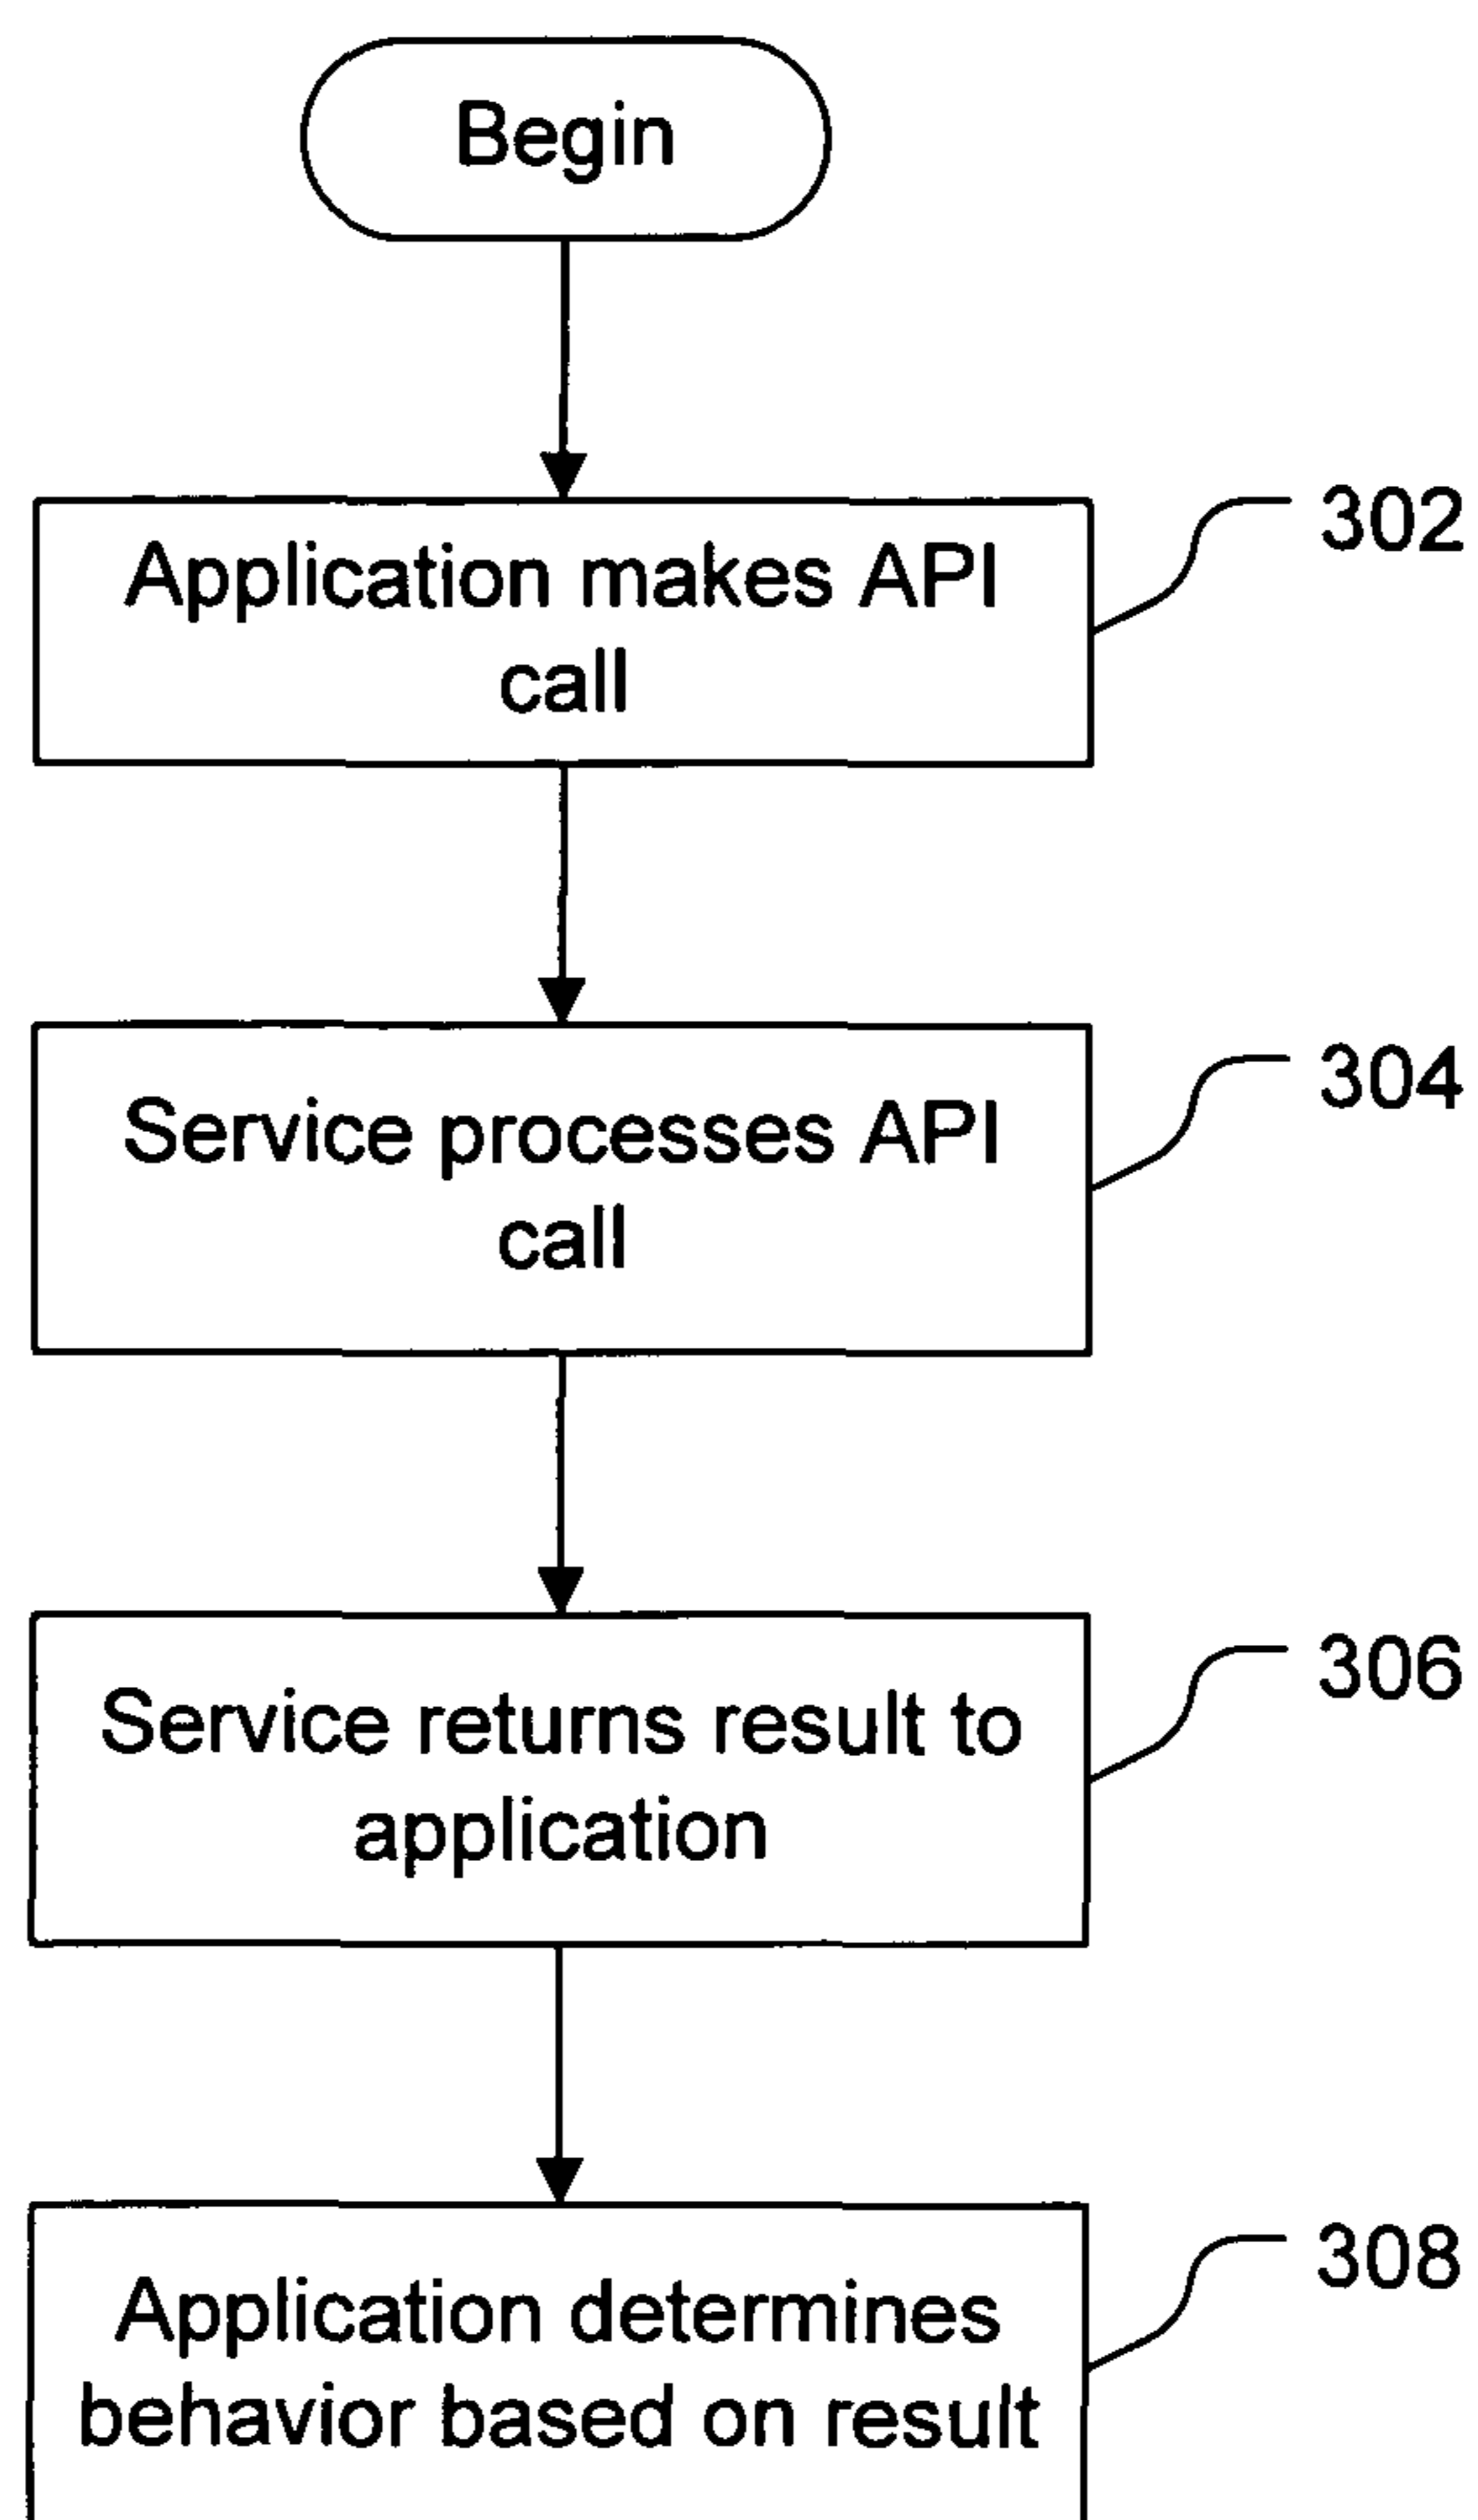 Begin
Application makes API
call
302
Service processes API
call
304
Service returns result to
application
306
Application determines
behavior based on result
308